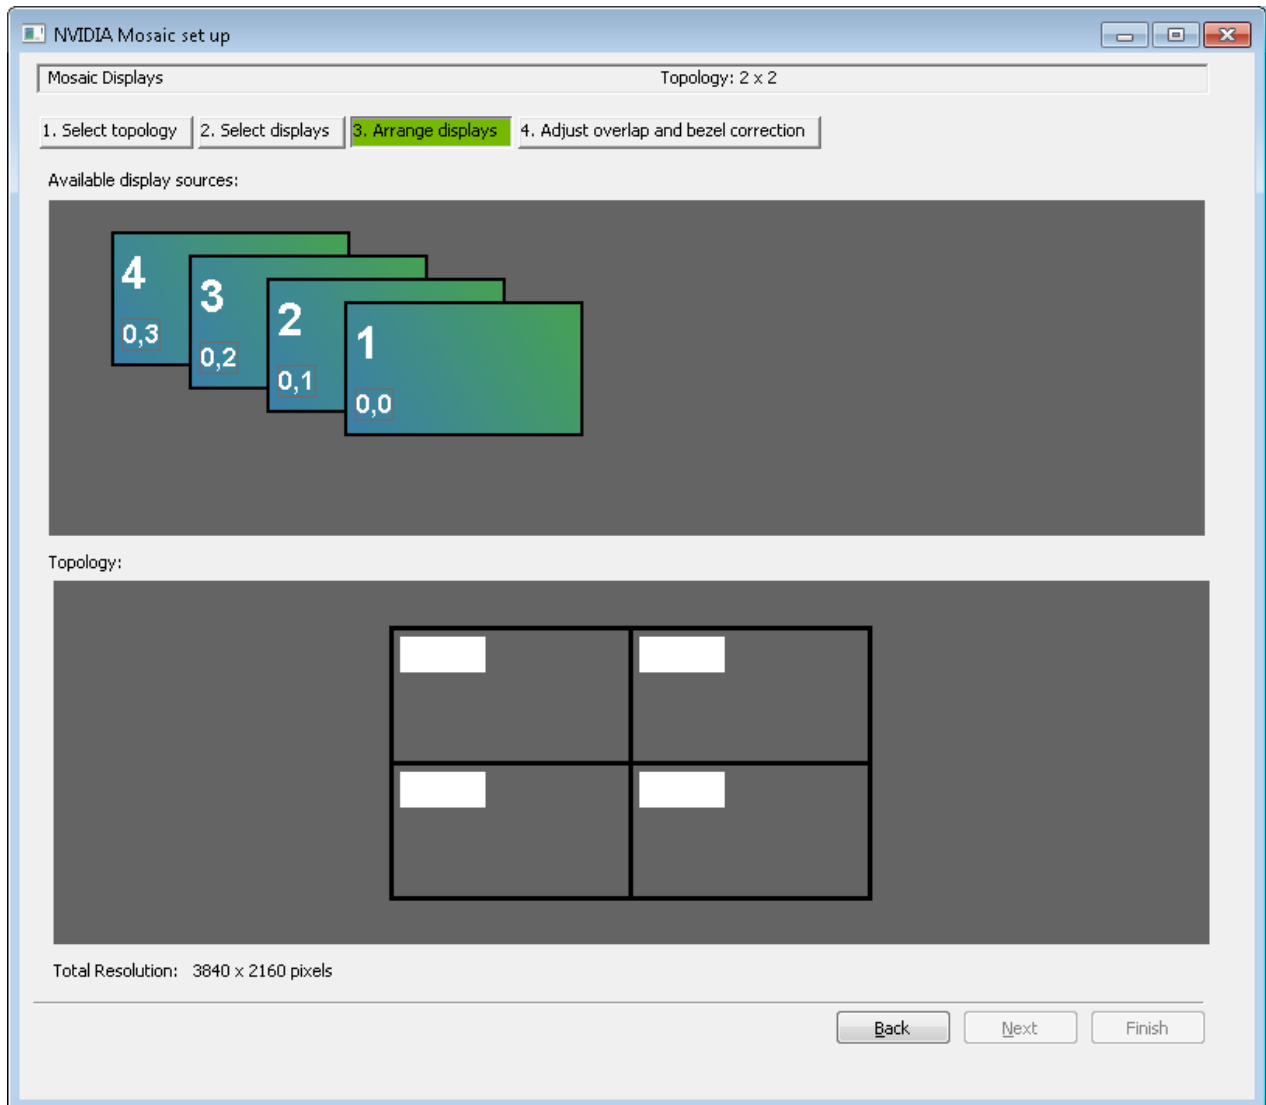 NVIDIA Mosaic set up
Mosaic Displays Topology: 2 x 2
1. Select topology 2. Select displays 3. Arrange displays 4. Adjust overlap and bezel correction
Available display sources:
4
0,3
3
0,2
2
0,1
1
0,0
Topology:
Total Resolution: 3840 x 2160 pixels
Back Next Finish